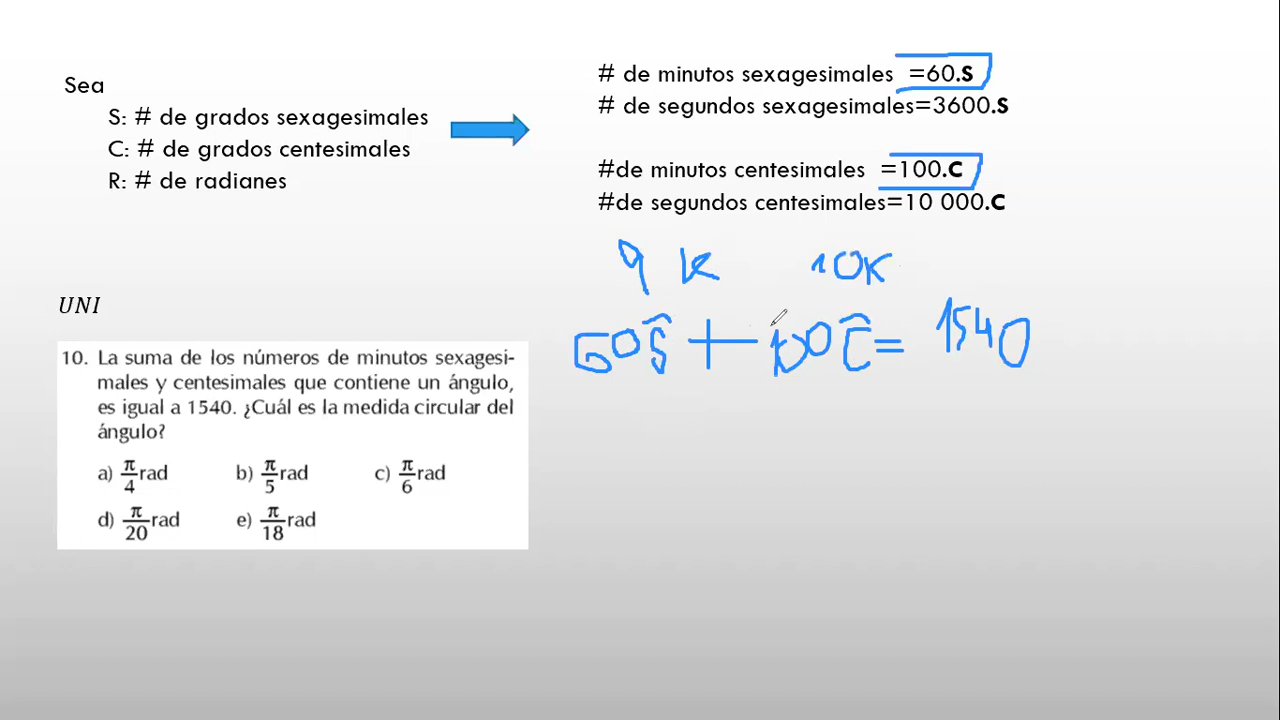 Sea
S: # de grados sexagesimales
C: # de grados centesimales
R: # de radianes
# de minutos sexagesimales =60.S
# de segundos sexagesimales=3600.S
#de minutos centesimales =100.C
#de segundos centesimales=10 000.C
9K 10K
60S + 100C = 1540
UNI
10. La suma de los números de minutos sexagesi-
males y centesimales que contiene un ángulo,
es igual a 1540. ¿Cuál es la medida circular del
ángulo?
a) π/4 rad b) π/5 rad c) π/6 rad
d) π/20 rad e) π/18 rad